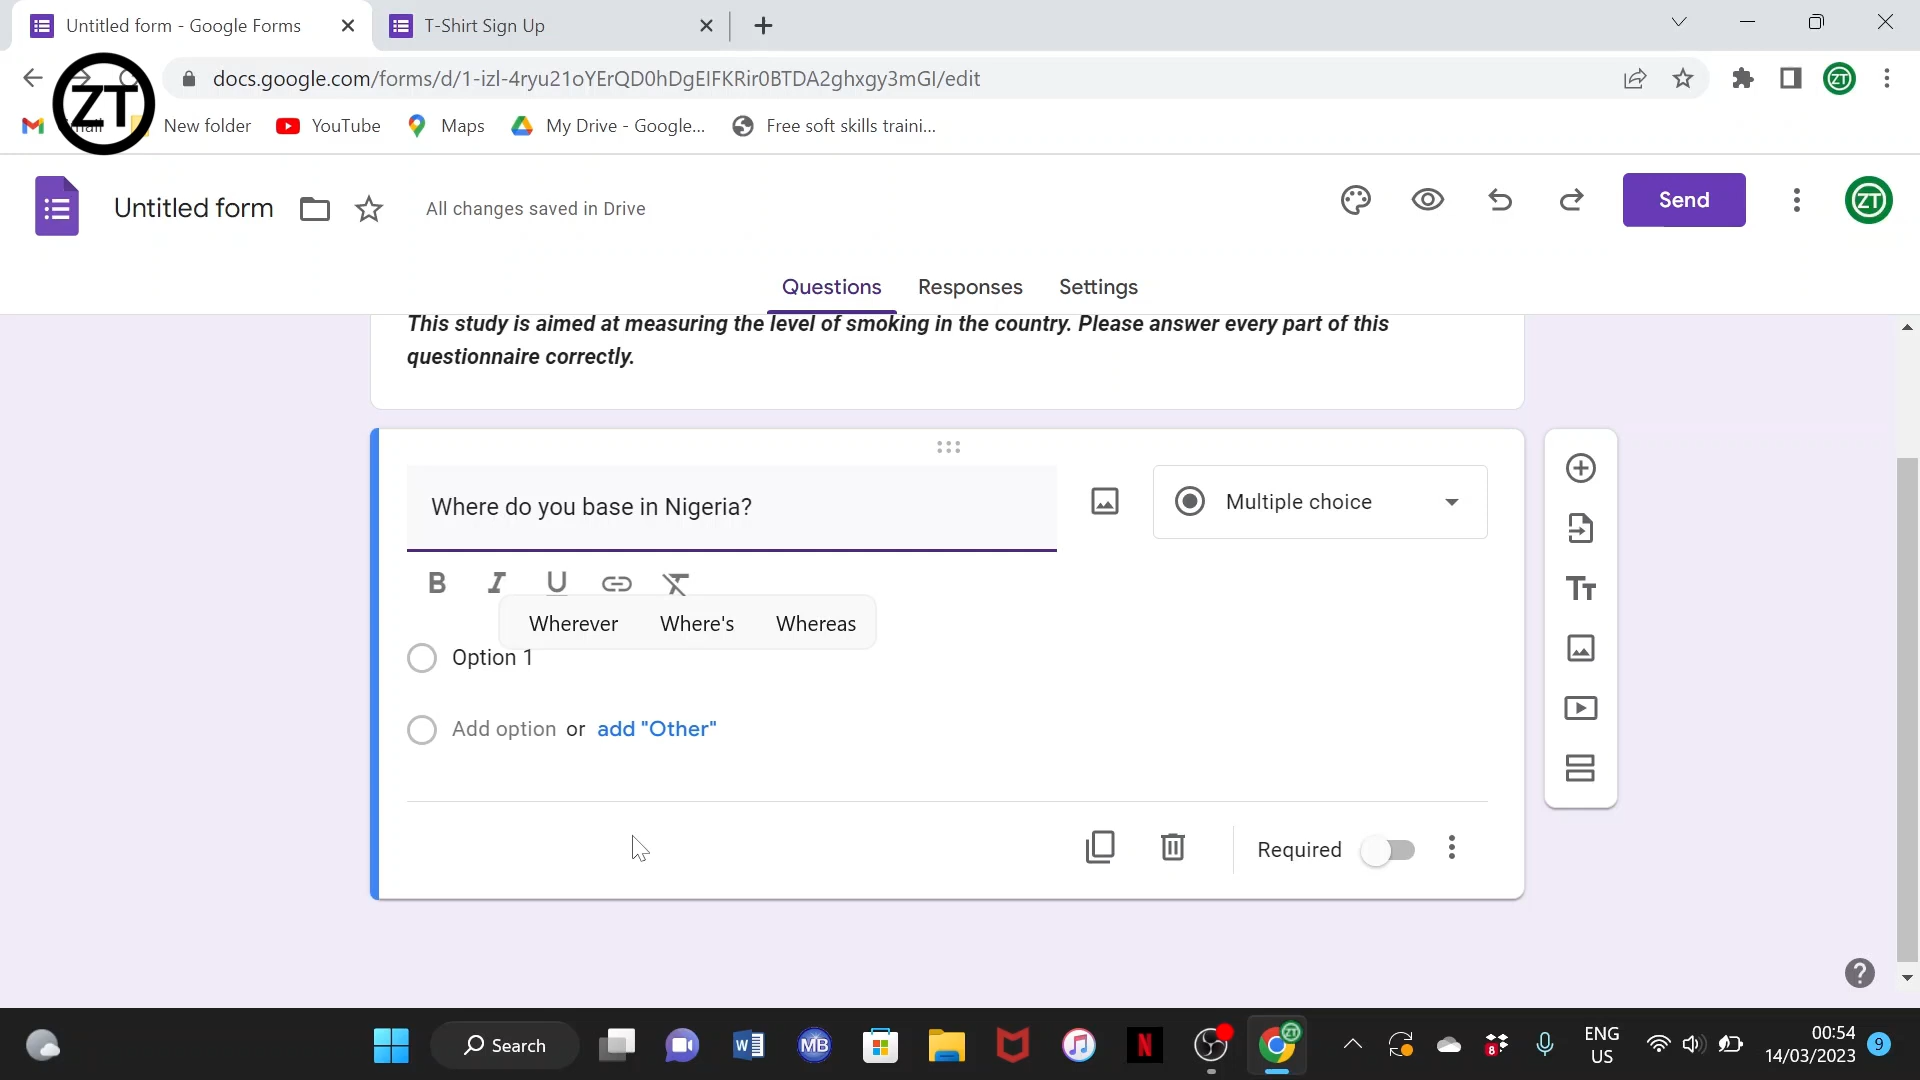 Untitled form - Google Forms
T-Shirt Sign Up
docs.google.com/forms/d/1-izl-4ryu21oYErQD0hDgEIFKRir0BTDA2ghxgy3mGI/edit
ZT
New folder
YouTube
Maps
My Drive - Google...
Free soft skills traini...
Untitled form
All changes saved in Drive
Send
ZT
Questions
Responses
Settings
This study is aimed at measuring the level of smoking in the country. Please answer every part of this
questionnaire correctly.
Where do you base in Nigeria?
Multiple choice
B I U
Wherever Where's Whereas
Option 1
Add option or add "Other"
Required
Search
MB
ENG
US
00:54
14/03/2023
9